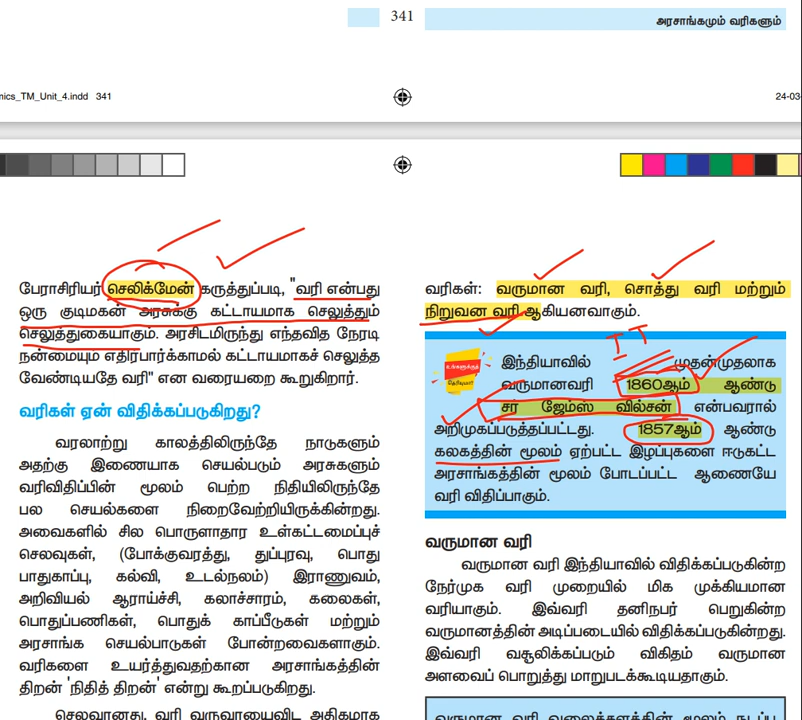 341
அரசாங்கமும் வரிகளும்
mics_TM_Unit_4.indd 341
24-03
பேராசிரியர் செலிக்மேன் கருத்துப்படி, "வரி என்பது
ஒரு குடிமகன் அரசுக்கு கட்டாயமாக செலுத்தும்
செலுத்துகையாகும். அரசிடமிருந்து எந்தவித நேரடி
நன்மையும் எதிர்பார்க்காமல் கட்டாயமாகச் செலுத்த
வேண்டியதே வரி" என வரையறை கூறுகிறார்.
வரிகள் ஏன் விதிக்கப்படுகிறது?
வரலாற்று காலத்திலிருந்தே நாடுகளும்
அதற்கு இணையாக செயல்படும் அரசுகளும்
வரிவிதிப்பின் மூலம் பெற்ற நிதியிலிருந்தே
பல செயல்களை நிறைவேற்றியிருக்கின்றது.
அவைகளில் சில பொருளாதார உள்கட்டமைப்புச்
செலவுகள், (போக்குவரத்து, துப்புரவு, பொது
பாதுகாப்பு, கல்வி, உடல்நலம்) இராணுவம்,
அறிவியல் ஆராய்ச்சி, கலாச்சாரம், கலைகள்,
பொதுப்பணிகள், பொதுக் காப்பீடுகள் மற்றும்
அரசாங்க செயல்பாடுகள் போன்றவைகளாகும்.
வரிகளை உயர்த்துவதற்கான அரசாங்கத்தின்
திறன் 'நிதித் திறன்' என்று கூறப்படுகிறது.
செலவானது, வரி வருவாயைவிட அதிகமாக
வரிகள்: வருமான வரி, சொத்து வரி மற்றும்
நிறுவன வரி ஆகியனவாகும்.
உங்களுக்குத்
தெரியுமா?
இந்தியாவில் முதன்முதலாக
வருமானவரி 1860ஆம் ஆண்டு
சர் ஜேம்ஸ் வில்சன் என்பவரால்
அறிமுகப்படுத்தப்பட்டது. 1857ஆம் ஆண்டு
கலகத்தின் மூலம் ஏற்பட்ட இழப்புகளை ஈடுகட்ட
அரசாங்கத்தின் மூலம் போடப்பட்ட ஆணையே
வரி விதிப்பாகும்.
வருமான வரி
வருமான வரி இந்தியாவில் விதிக்கப்படுகின்ற
நேர்முக வரி முறையில் மிக முக்கியமான
வரியாகும். இவ்வரி தனிநபர் பெறுகின்ற
வருமானத்தின் அடிப்படையில் விதிக்கப்படுகின்றது.
இவ்வரி வசூலிக்கப்படும் விகிதம் வருமான
அளவைப் பொறுத்து மாறுபடக்கூடியதாகும்.
வருமான வரி வலைத்தளத்தின் மூலம் நடப்பு